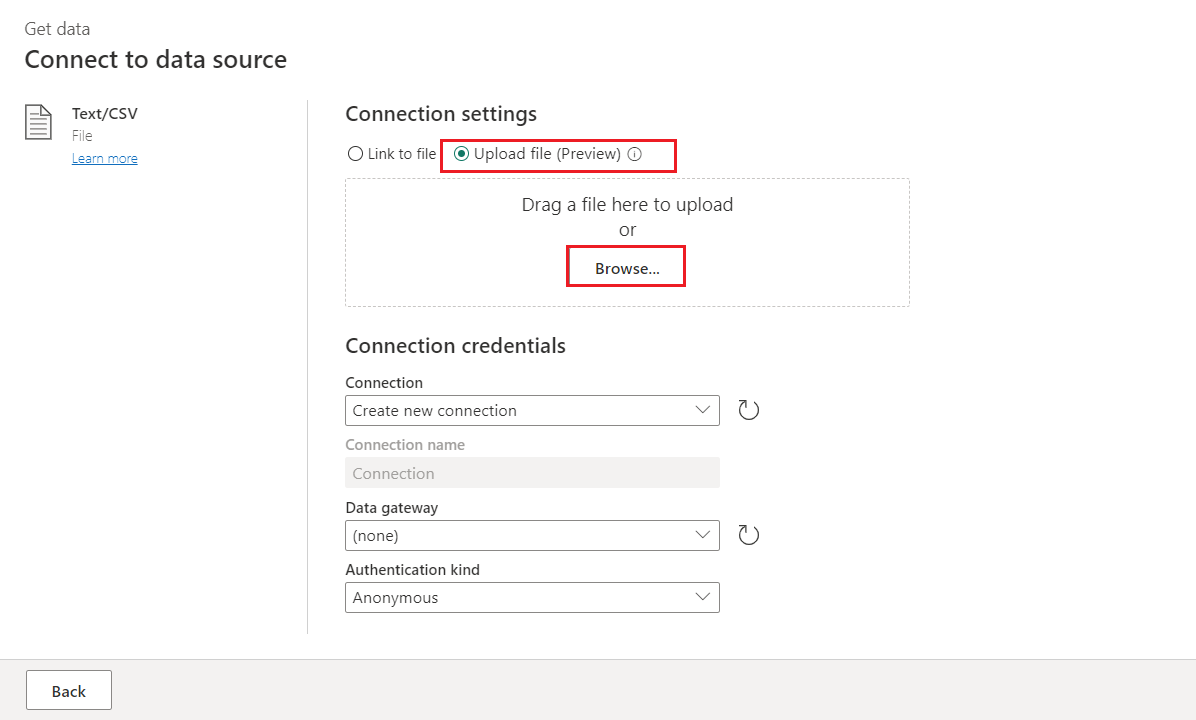 Get data
Connect to data source
Text/CSV
File
Learn more
Connection settings
Link to file Upload file (Preview)
Drag a file here to upload
or
Browse...
Connection credentials
Connection
Create new connection
Connection name
Connection
Data gateway
(none)
Authentication kind
Anonymous
Back